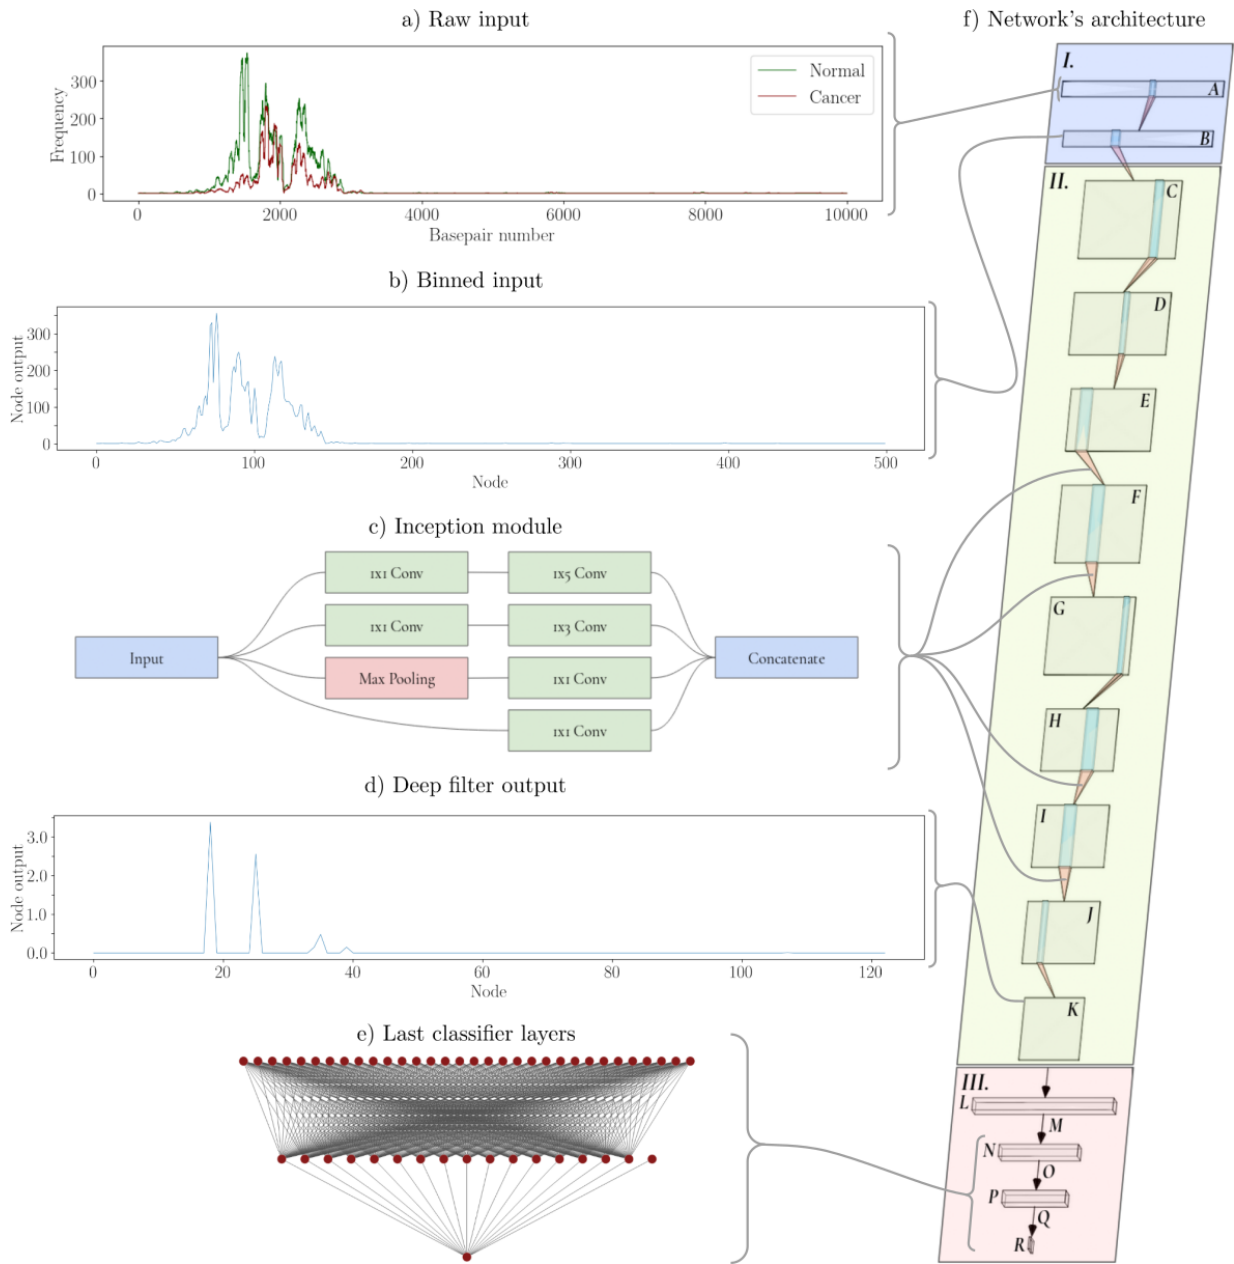 a) Raw input
Frequency
300
200
100
0
Normal
Cancer
0 2000 4000 6000 8000 10000
Basepair number
b) Binned input
Node output
300
200
100
0
0 100 200 300 400 500
Node
c) Inception module
Input
1x1 Conv
1x5 Conv
1x1 Conv
1x3 Conv
Max Pooling
1x1 Conv
1x1 Conv
Concatenate
d) Deep filter output
Node output
3.0
2.0
1.0
0.0
0 20 40 60 80 100 120
Node
e) Last classifier layers
f) Network's architecture
I.
A
B
II.
C
D
E
F
G
H
I
J
K
III.
L
M
N
O
P
Q
R